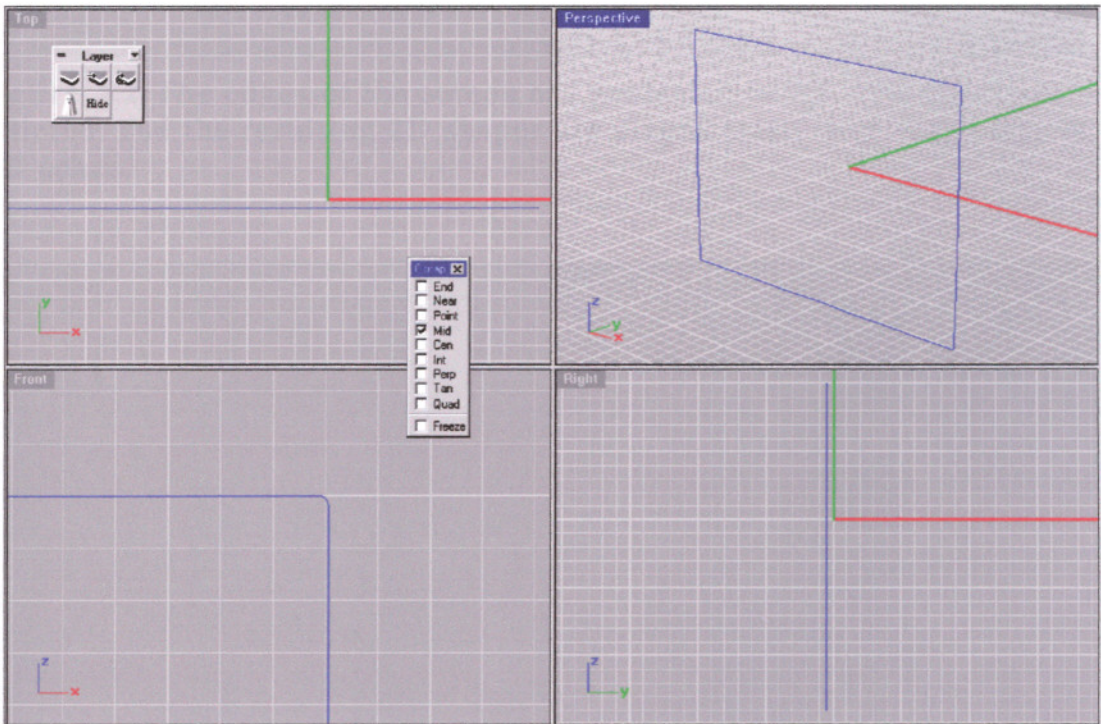 Top
Layer
Hide
y
x
Perspective
z
y
x
Osnap
End
Near
Point
Mid
Cen
Int
Perp
Tan
Quad
Freeze
Front
z
x
Right
z
y